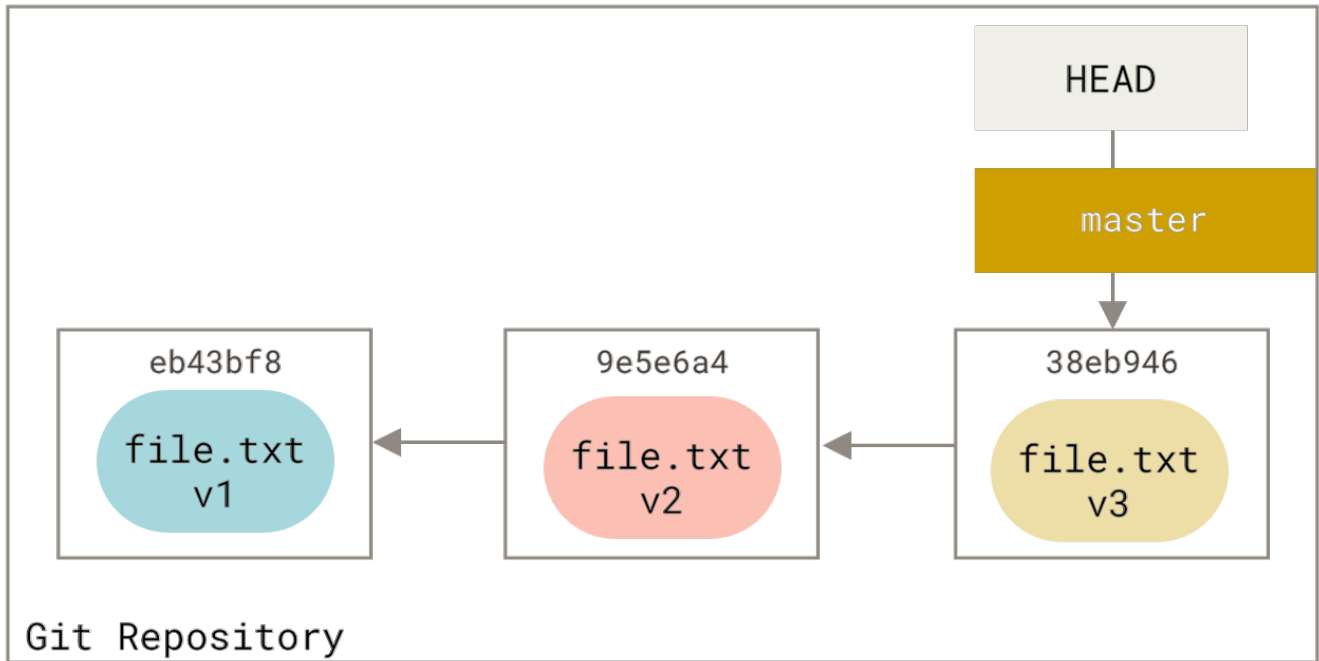 HEAD
master
eb43bf8
file.txt
v1
9e5e6a4
file.txt
v2
38eb946
file.txt
v3
Git Repository